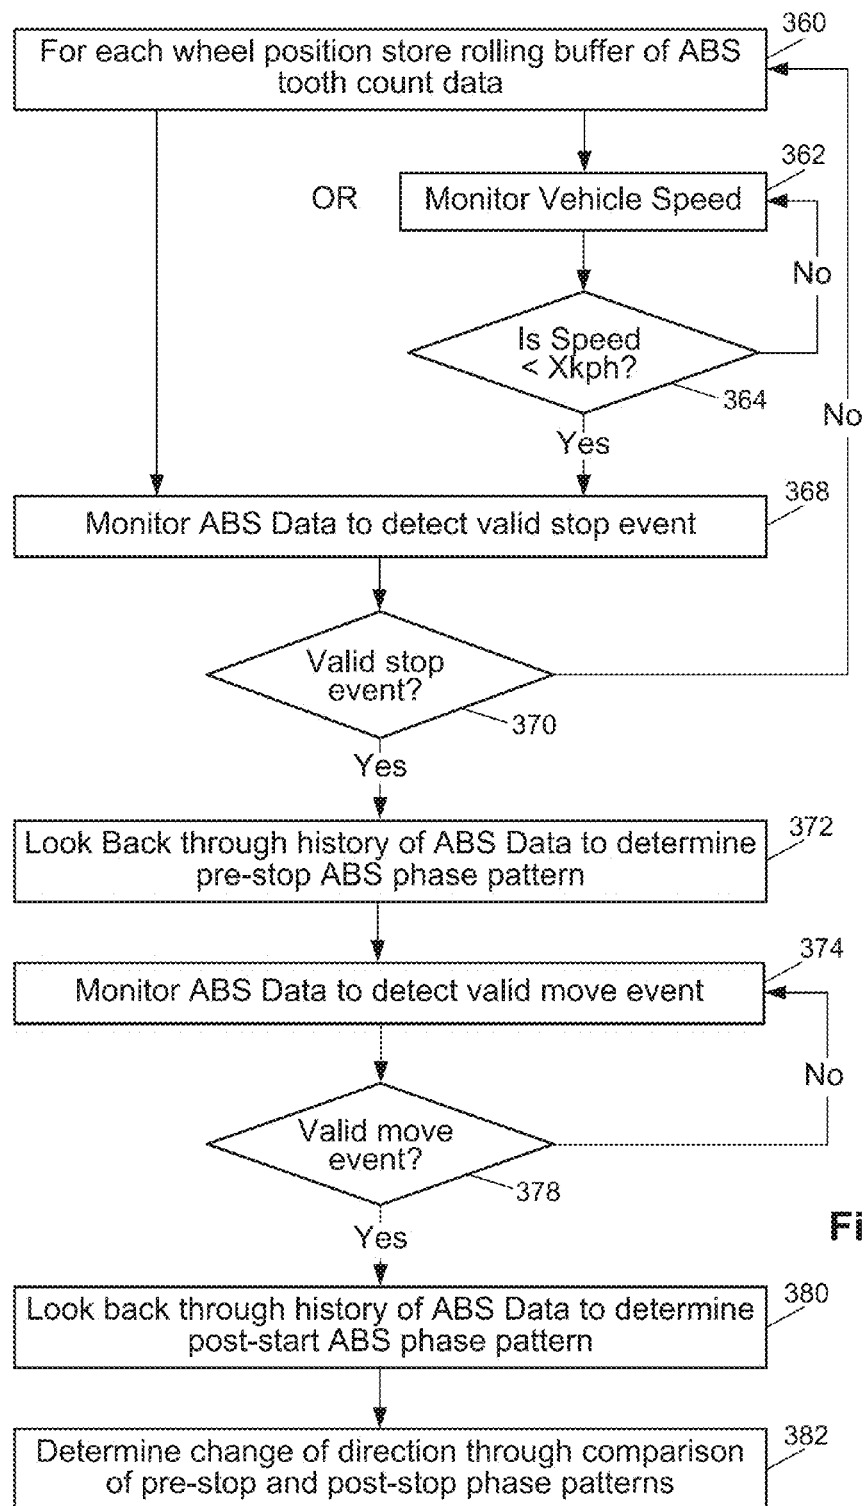 360
For each wheel position store rolling buffer of ABS
tooth count data
362
OR
Monitor Vehicle Speed
No
Is Speed
< Xkph?
364
No
Yes
368
Monitor ABS Data to detect valid stop event
Valid stop
event?
370
Yes
Look Back through history of ABS Data to determine
pre-stop ABS phase pattern
372
374
Monitor ABS Data to detect valid move event
No
Valid move
event?
378
Yes
Fi
Look back through history of ABS Data to determine
post-start ABS phase pattern
380
Determine change of direction through comparison
of pre-stop and post-stop phase patterns
382